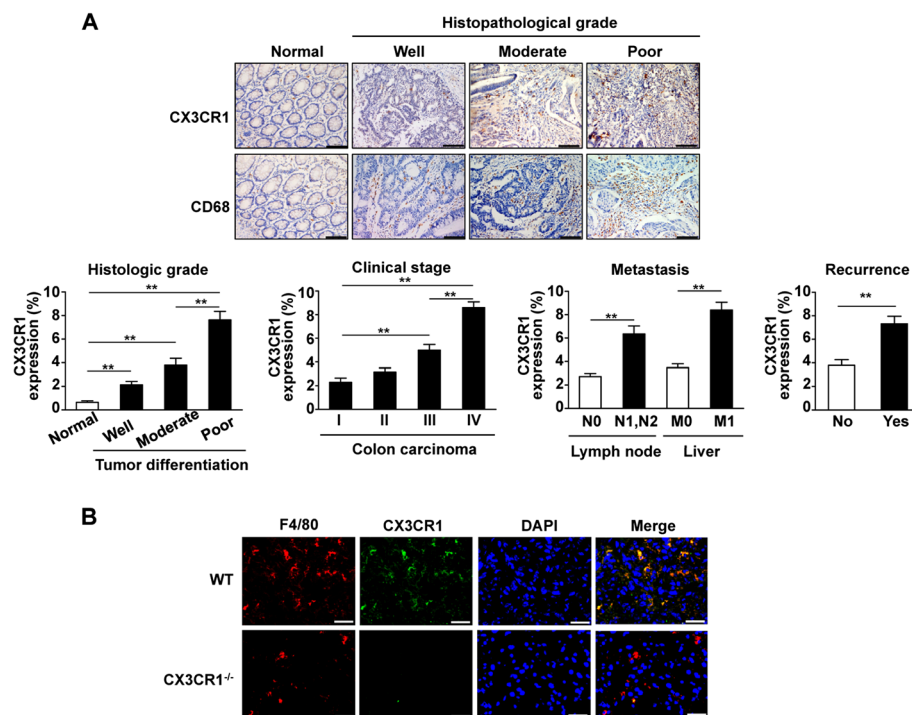 A
Histopathological grade
Normal Well Moderate Poor
CX3CR1
CD68
Histologic grade
CX3CR1
expression (%)
10
8
6
4
2
0
**
**
**
**
Normal Well Moderate Poor
Tumor differentiation
Clinical stage
CX3CR1
expression (%)
10
8
6
4
2
0
**
**
**
I II III IV
Colon carcinoma
Metastasis
CX3CR1
expression (%)
10
8
6
4
2
0
**
**
N0 N1,N2 M0 M1
Lymph node Liver
Recurrence
CX3CR1
expression (%)
10
8
6
4
2
0
**
No Yes
B
F4/80 CX3CR1 DAPI Merge
WT
CX3CR1-/-